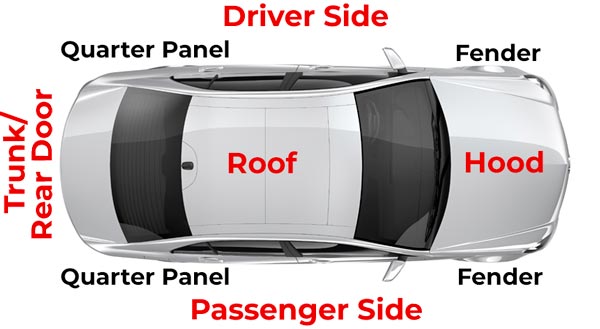 Driver Side
Quarter Panel
Fender
Trunk/
Rear Door
Roof
Hood
Quarter Panel
Fender
Passenger Side